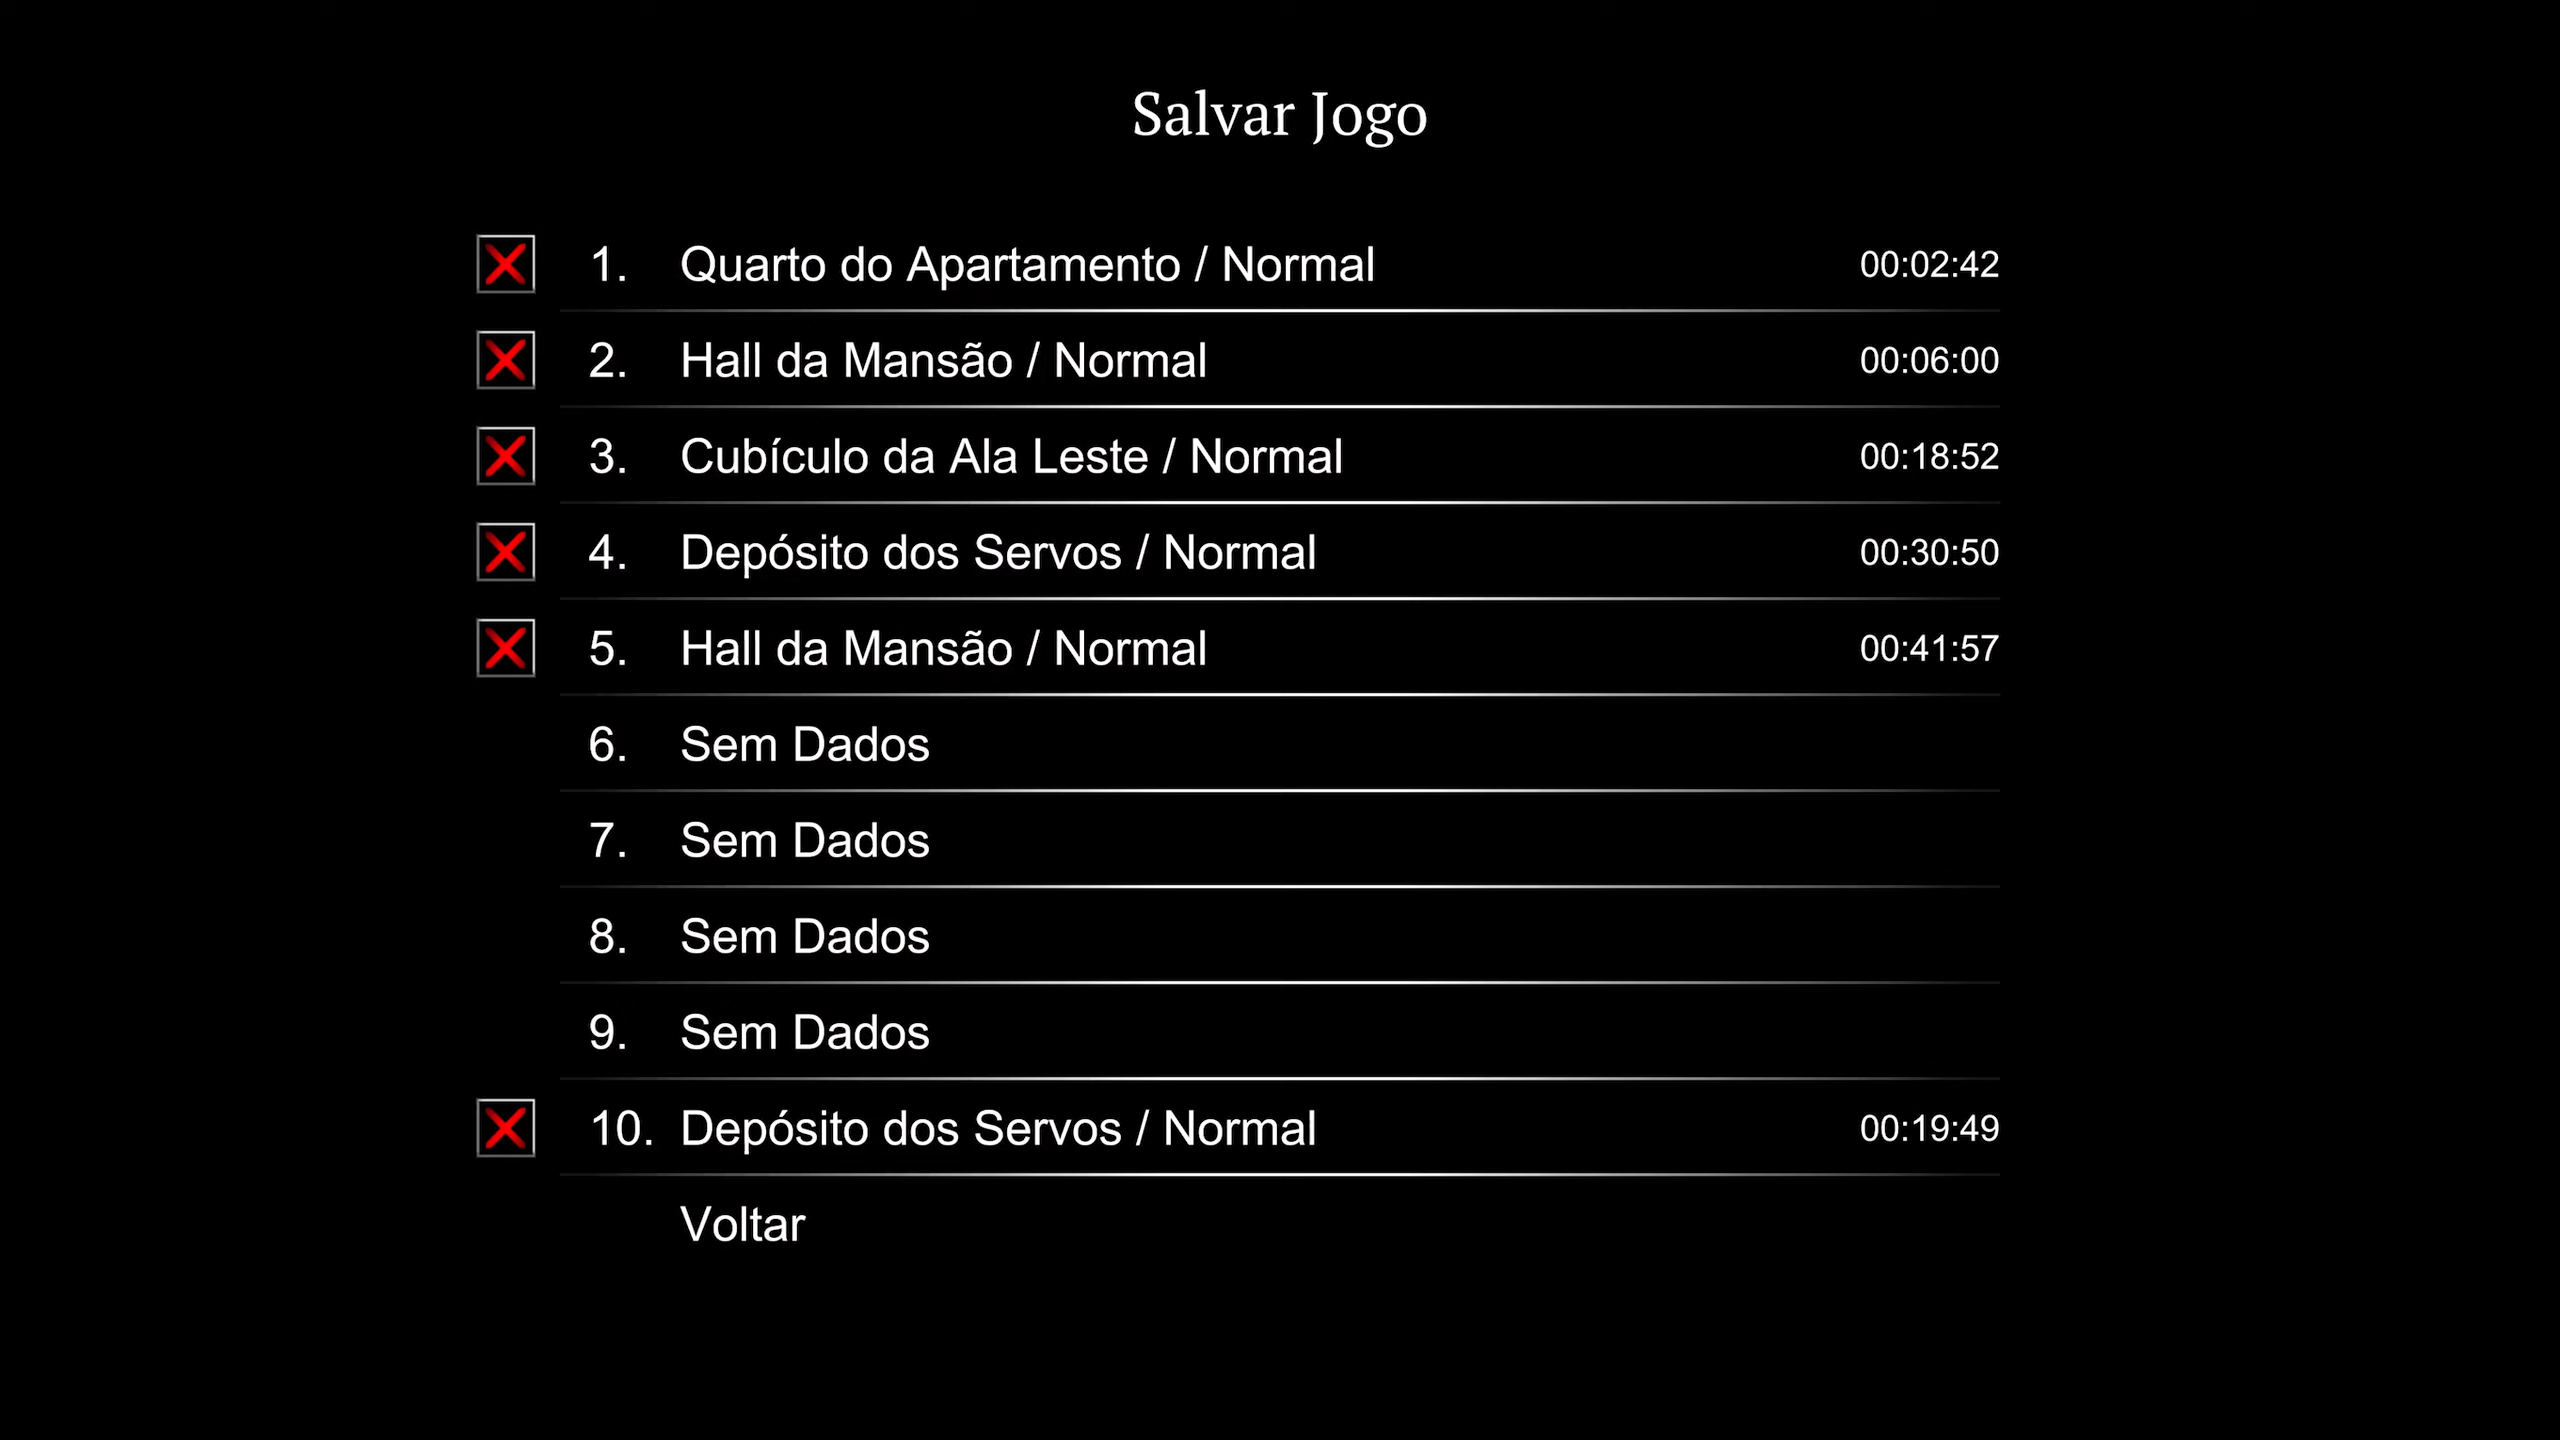 Salvar Jogo
1. Quarto do Apartamento / Normal 00:02:42
2. Hall da Mansão / Normal 00:06:00
3. Cubículo da Ala Leste / Normal 00:18:52
4. Depósito dos Servos / Normal 00:30:50
5. Hall da Mansão / Normal 00:41:57
6. Sem Dados
7. Sem Dados
8. Sem Dados
9. Sem Dados
10. Depósito dos Servos / Normal 00:19:49
Voltar